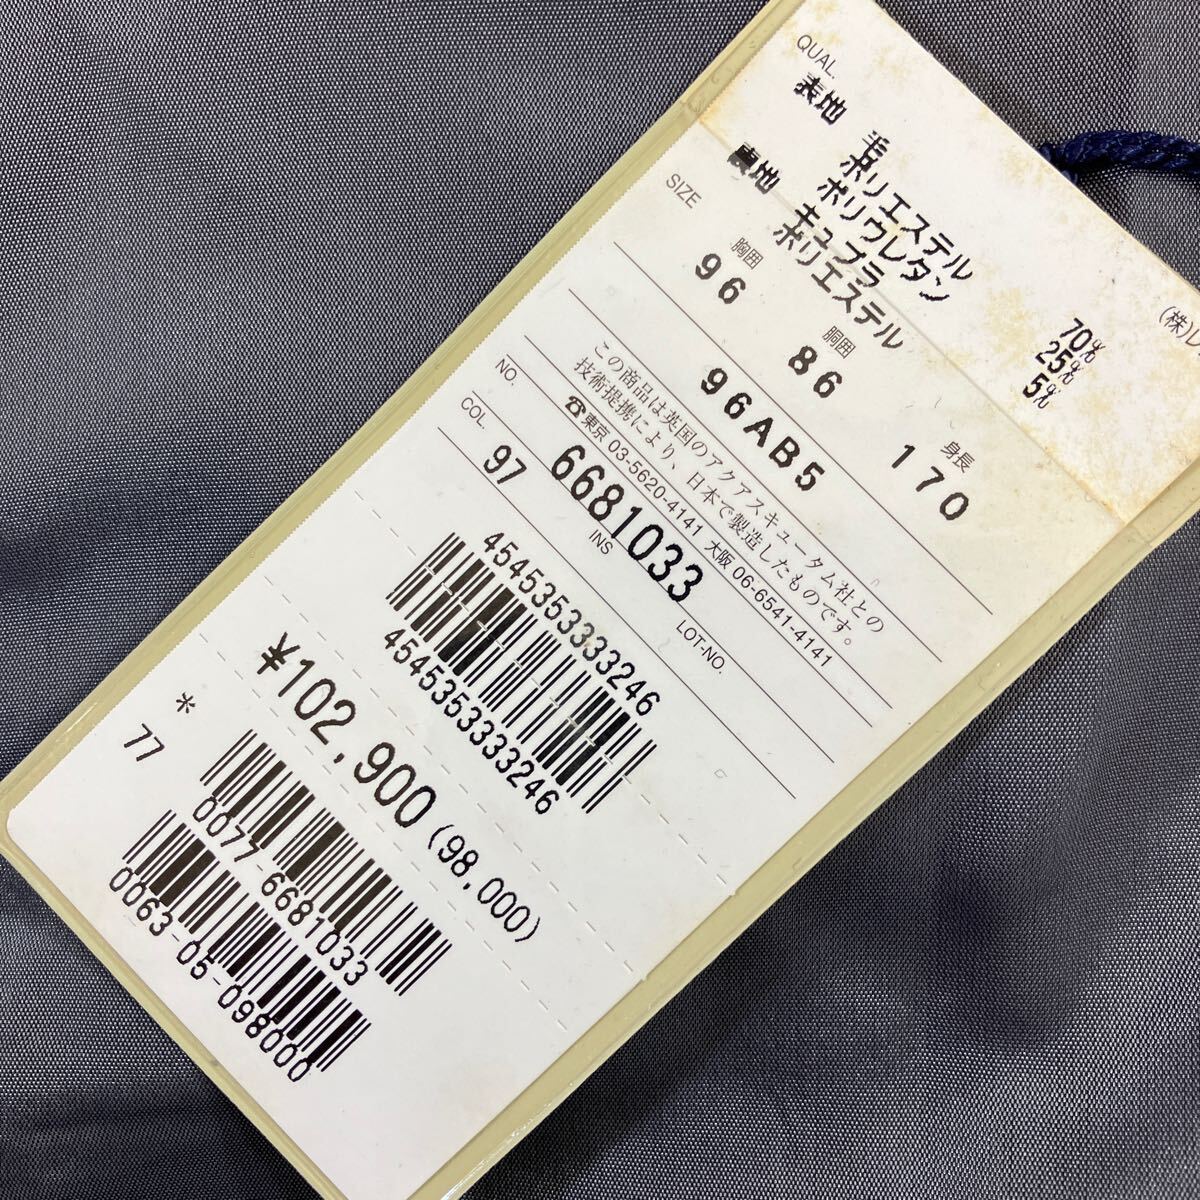 QUAL.
表地 毛 70%
ポリエステル 25%
ポリウレタン 5%
裏地 キュプラ
ポリエステル
(株)レ
SIZE 胸囲 胴囲 身長
96 86 170
96AB5
この商品は英国のアクアスキュータム社との
技術提携により、日本で製造したものです。
☎東京 03-5620-4141 大阪 06-6541-4141
NO. 6681033
COL. INS LOT-NO.
97
4545353333246
4545353333246
¥102,900 (98,000)
*
77
0077-6681033
0063-05-098000